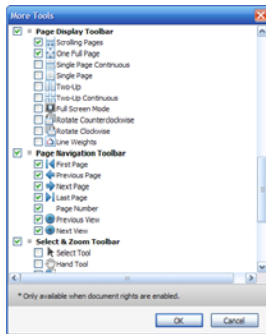 More Tools
Page Display Toolbar
Scrolling Pages
One Full Page
Single Page Continuous
Single Page
Two-Up
Two-Up Continuous
Full Screen Mode
Rotate Counterclockwise
Rotate Clockwise
Line Weights
Page Navigation Toolbar
First Page
Previous Page
Next Page
Last Page
Page Number
Previous View
Next View
Select & Zoom Toolbar
Select Tool
Hand Tool
* Only available when document rights are enabled.
OK
Cancel